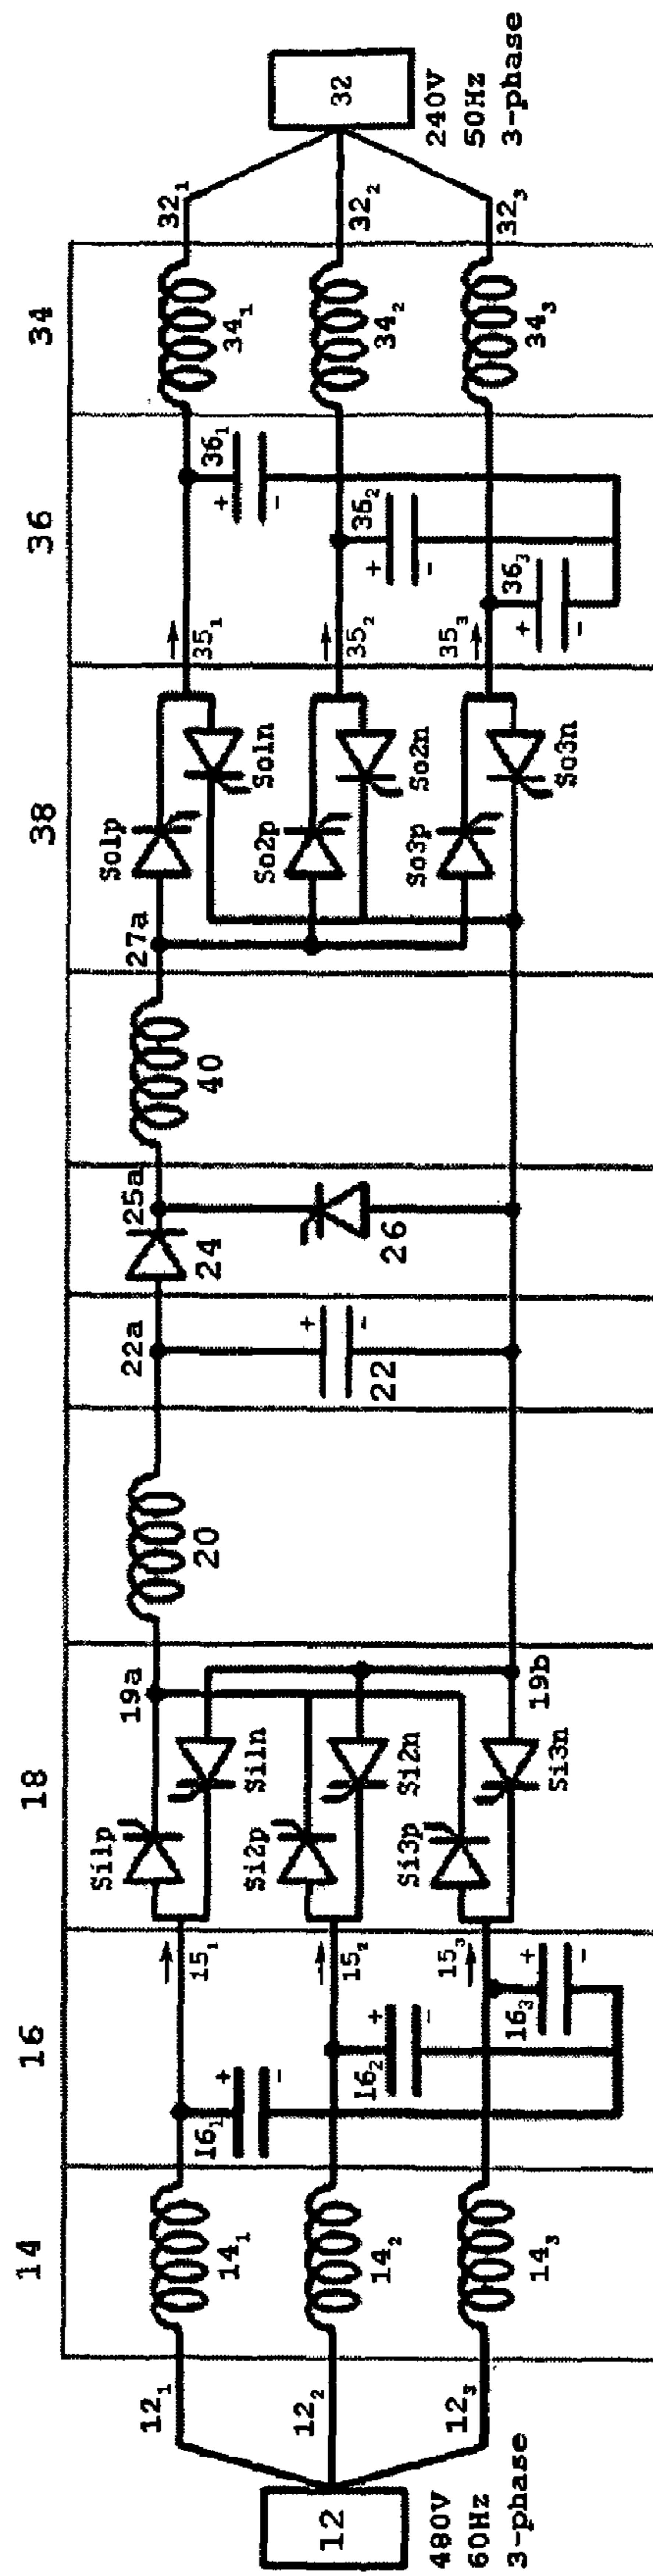 14
16
18
36
34
38
12
480V
60Hz
3-phase
12₁
12₂
12₃
14₁
14₂
14₃
16₁
+
-
16₂
+
-
16₃
+
-
15₁
15₂
15₃
Si1p
Si1n
Si2p
Si2n
Si3p
Si3n
19a
19b
20
22a
+
-
22
24
25a
26
40
27a
So1p
So1n
So2p
So2n
So3p
So3n
35₁
35₂
35₃
36₁
+
-
36₂
+
-
36₃
+
-
34₁
34₂
34₃
32₁
32₂
32₃
32
240V
50Hz
3-phase